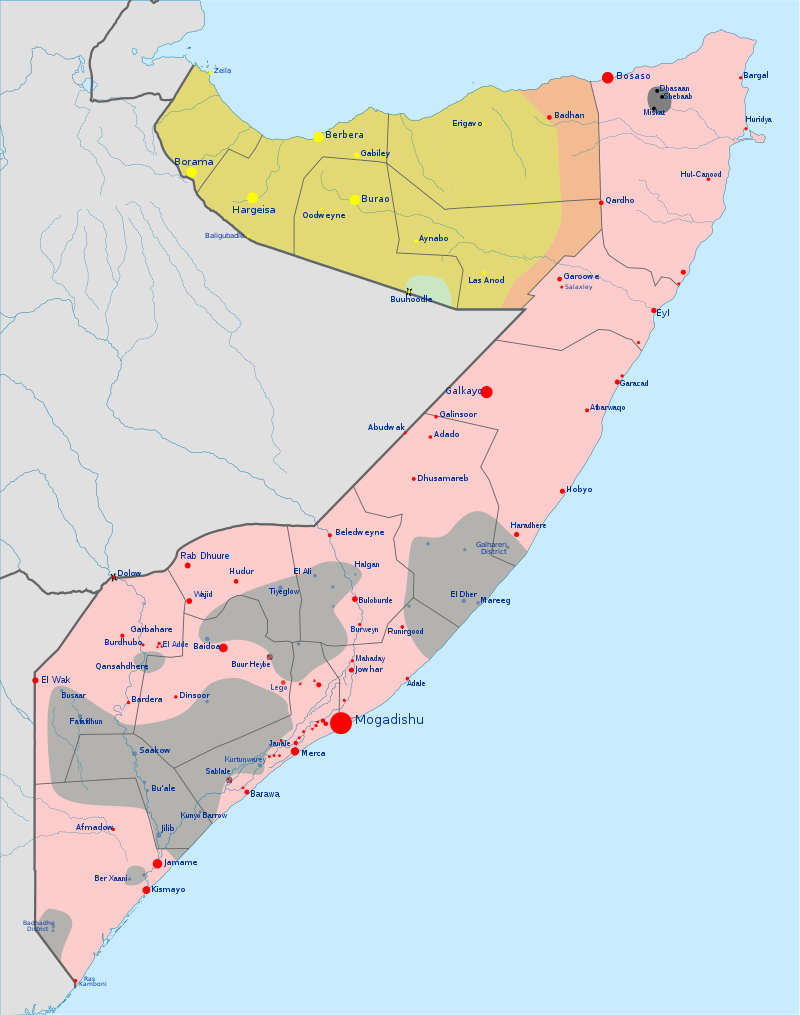 Zeila
Bosaso
Bargal
Dhasaan
Shebaab
Miskat
Badhan
Huridya
Erigavo
Berbera
Gabiley
Borama
Hul-Canood
Hargeisa
Burao
Oodweyne
Qardho
Baligubadle
Aynabo
Las Anod
Garoowe
Salaxley
Buuhoodle
Eyl
Galkayo
Garacad
Galinsoor
Abudwak
Adado
Dhusamareb
Hobyo
Haradhere
Beledweyne
Galhareri
District
Rab Dhuure
Halgan
Dolow
Hudur
El Ali
Tiyeglow
Wajid
Buloburde
El Dher
Mareeg
Garbahare
Burweyn
Runirgood
Burdhubo
El Adde
Baidoa
Mahaday
Qansahdhere
Buur Heybe
Jowhar
El Wak
Lego
Adale
Busaar
Bardera
Dinsoor
Mogadishu
Janale
Saakow
Merca
Kurtunwarey
Sablale
Bu'ale
Barawa
Kunyo Barrow
Afmadow
Jilib
Jamame
Ber Xaani
Kismayo
Badhadhe
District
Ras
Kamboni